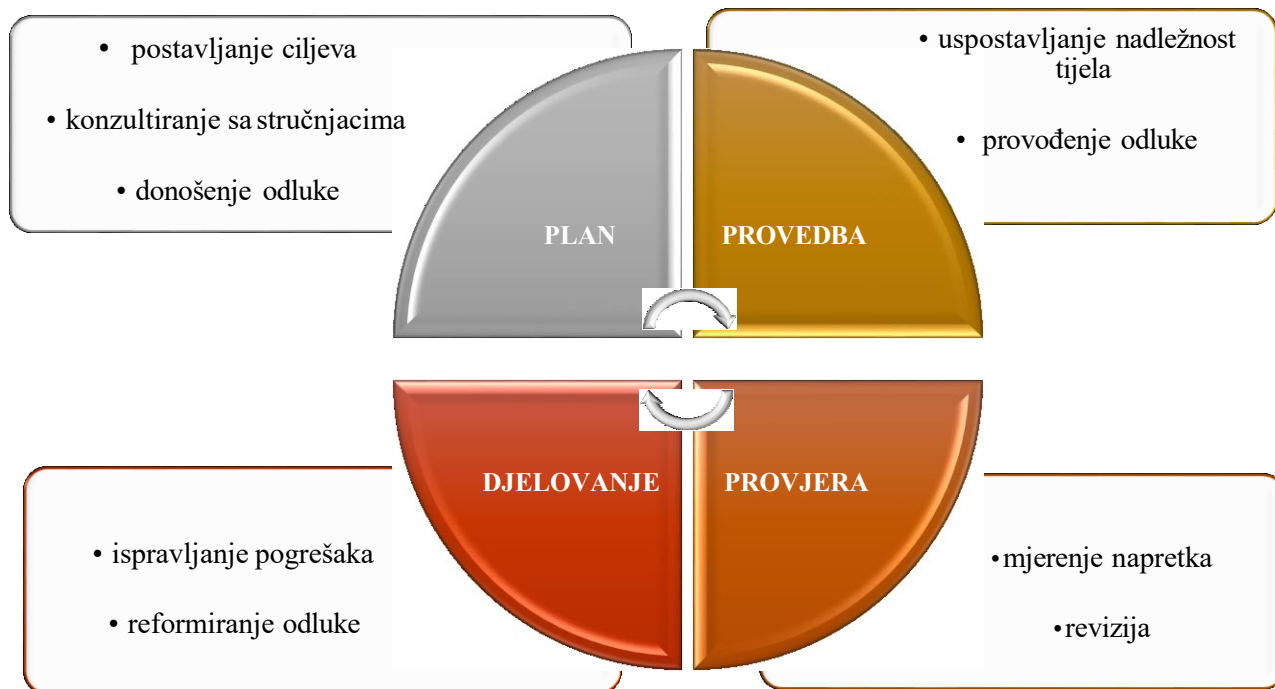 • postavljanje ciljeva
• konzultiranje sa stručnjacima
• donošenje odluke
• uspostavljanje nadležnost
tijela
• provođenje odluke
PLAN
PROVEDBA
DJELOVANJE
PROVJERA
• ispravljanje pogrešaka
• reformiranje odluke
• mjerenje napretka
• revizija